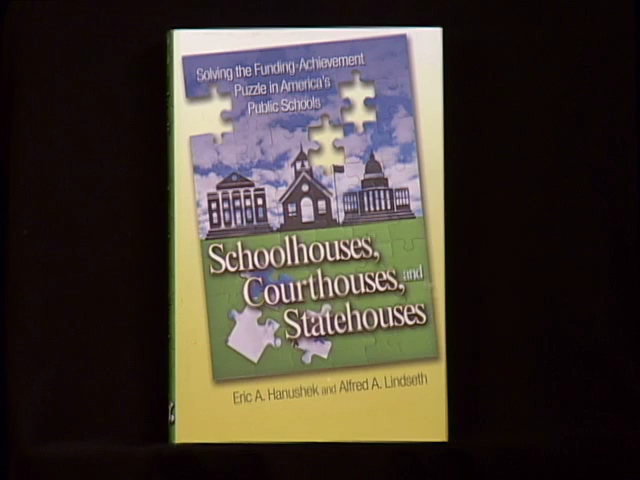 Solving the Funding-Achievement
Puzzle in America's
Public Schools
Schoolhouses,
Courthouses, and
Statehouses
Eric A. Hanushek and Alfred A. Lindseth